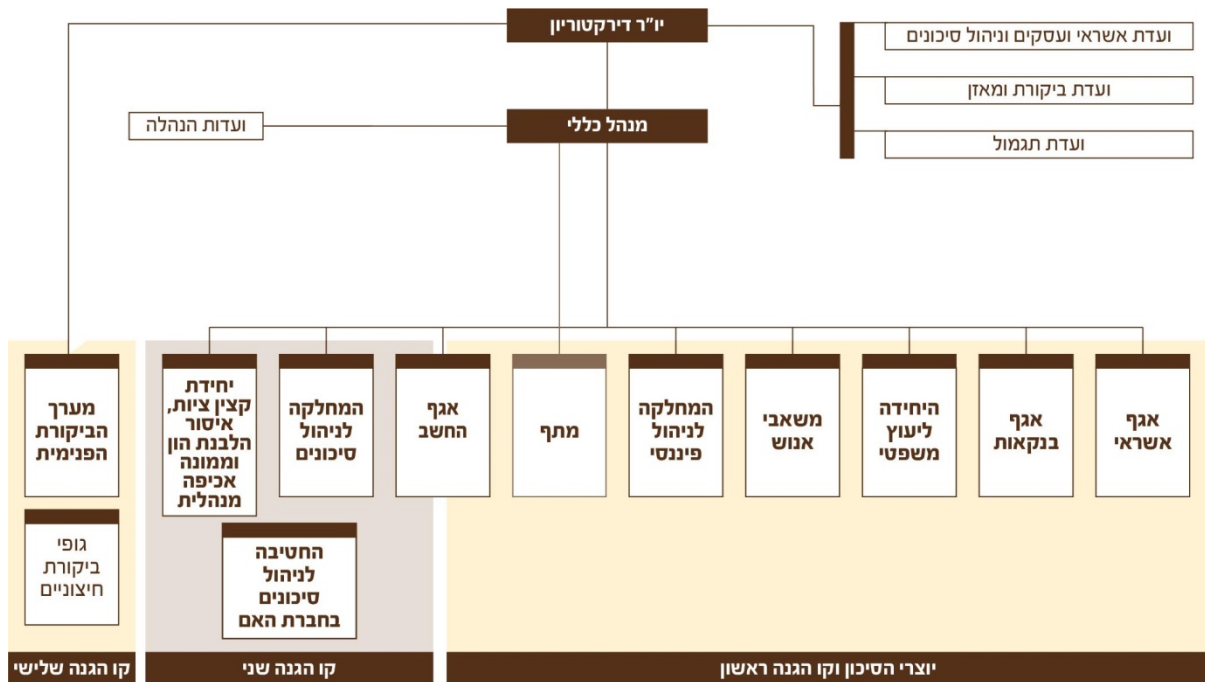 יו"ר דירקטוריון
ועדת אשראי ועסקים וניהול סיכונים
ועדת ביקורת ומאזן
ועדת תגמול
מנהל כללי
ועדות הנהלה
אגף
אשראי
אגף
בנקאות
היחידה
ליעוץ
משפטי
משאבי
אנוש
המחלקה
לניהול
פיננסי
מתף
אגף
החשב
המחלקה
לניהול
סיכונים
יחידת
קצין ציות,
איסור
הלבנת הון
וממונה
אכיפה
מנהלית
מערך
הביקורת
הפנימית
החטיבה
לניהול
סיכונים
בחברת האם
גופי
ביקורת
חיצוניים
יוצרי הסיכון וקו הגנה ראשון
קו הגנה שני
קו הגנה שלישי